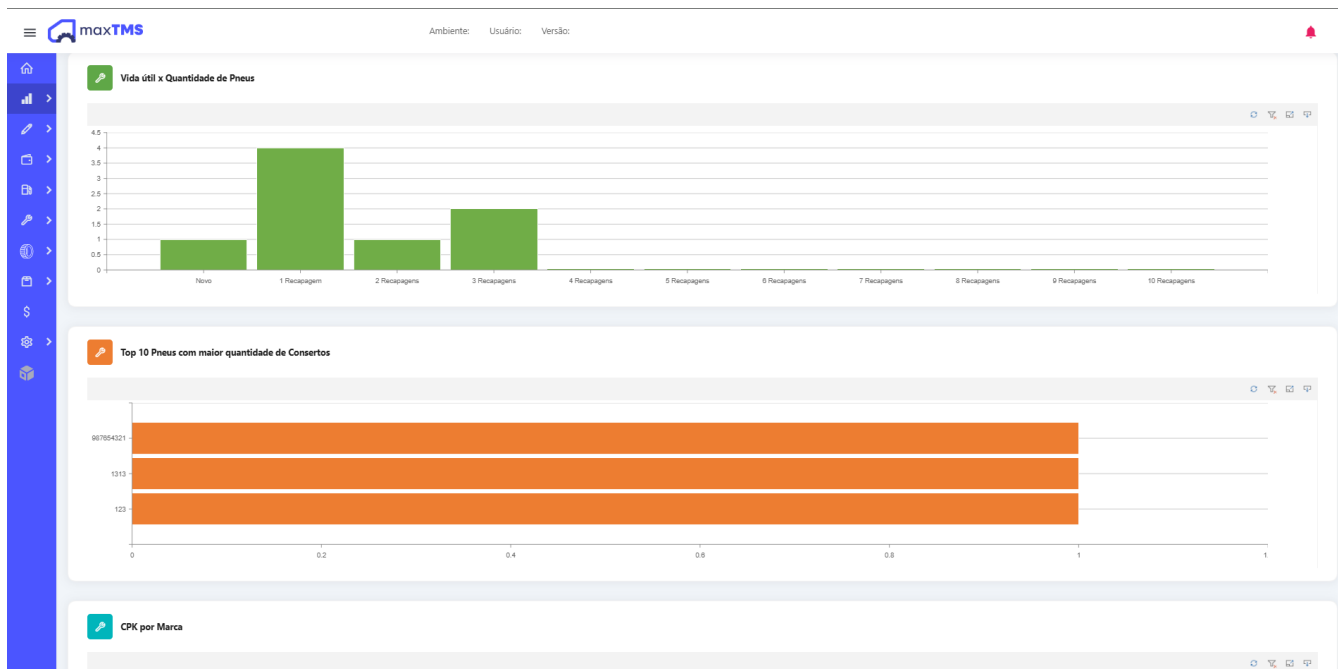 maxTMS
Ambiente: Usuário: Versão:
Vida útil x Quantidade de Pneus
4.5
4
3.5
3
2.5
2
1.5
1
0.5
0
Novo 1 Recapagem 2 Recapagens 3 Recapagens 4 Recapagens 5 Recapagens 6 Recapagens 7 Recapagens 8 Recapagens 9 Recapagens 10 Recapagens
Top 10 Pneus com maior quantidade de Consertos
987654321
1313
123
0 0.2 0.4 0.6 0.8 1 1.
CPK por Marca